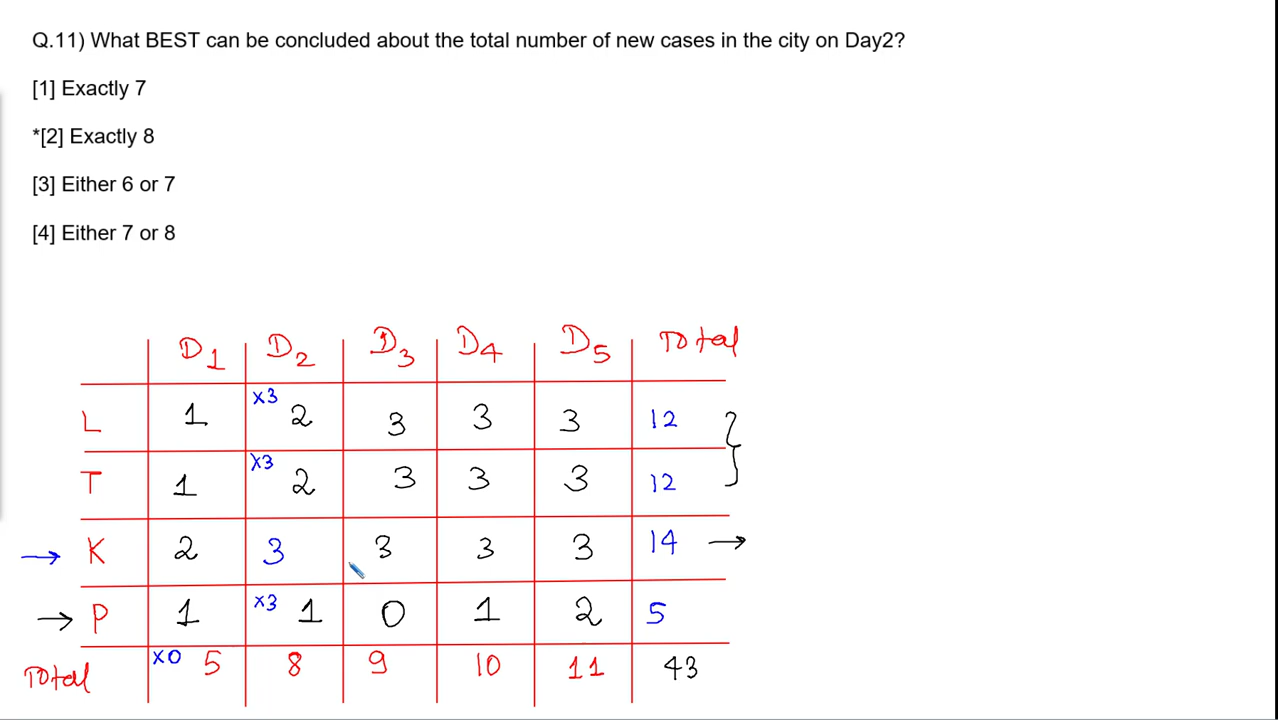 Q.11) What BEST can be concluded about the total number of new cases in the city on Day2?
[1] Exactly 7
*[2] Exactly 8
[3] Either 6 or 7
[4] Either 7 or 8
D1 D2 D3 D4 D5 Total
L 1 x3 2 3 3 3 12
T 1 x3 2 3 3 3 12
K 2 3 3 3 3 14
P 1 x3 1 0 1 2 5
Total x0 5 8 9 10 11 43